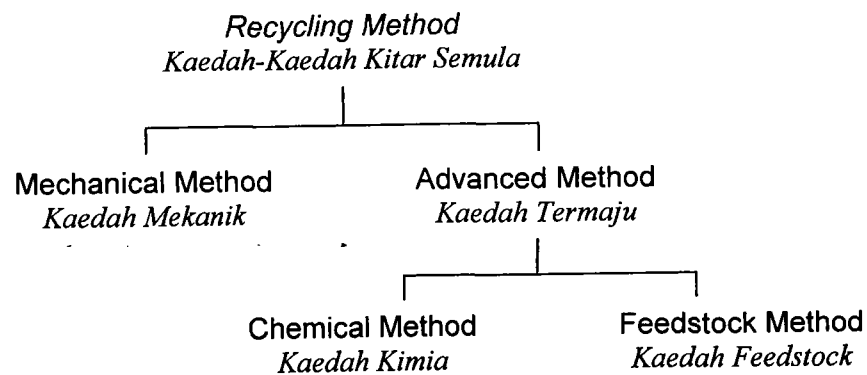 Recycling Method
Kaedah-Kaedah Kitar Semula
Mechanical Method
Kaedah Mekanik
Advanced Method
Kaedah Termaju
Chemical Method
Kaedah Kimia
Feedstock Method
Kaedah Feedstock